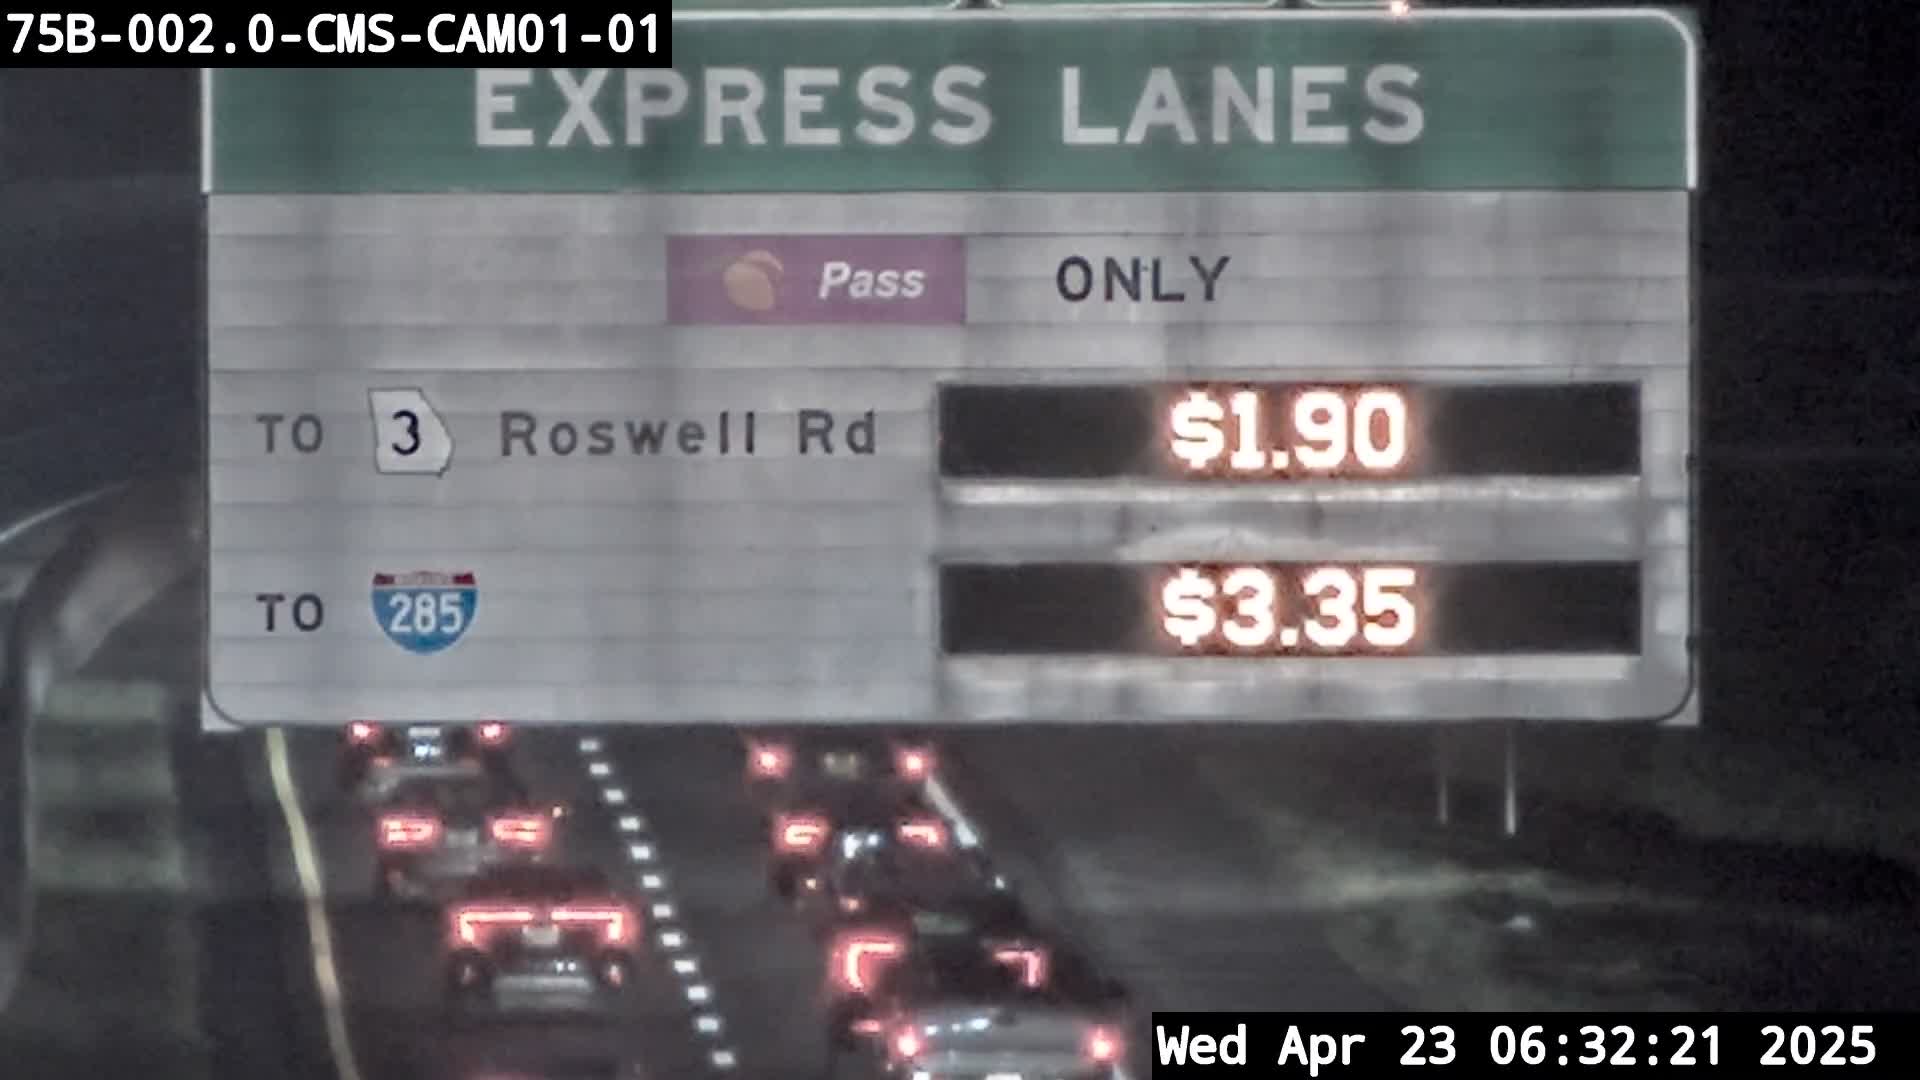 75B-002.0-CMS-CAM01-01
EXPRESS LANES
Pass ONLY
TO 3 Roswell Rd $1.90
TO 285 $3.35
Wed Apr 23 06:32:21 2025